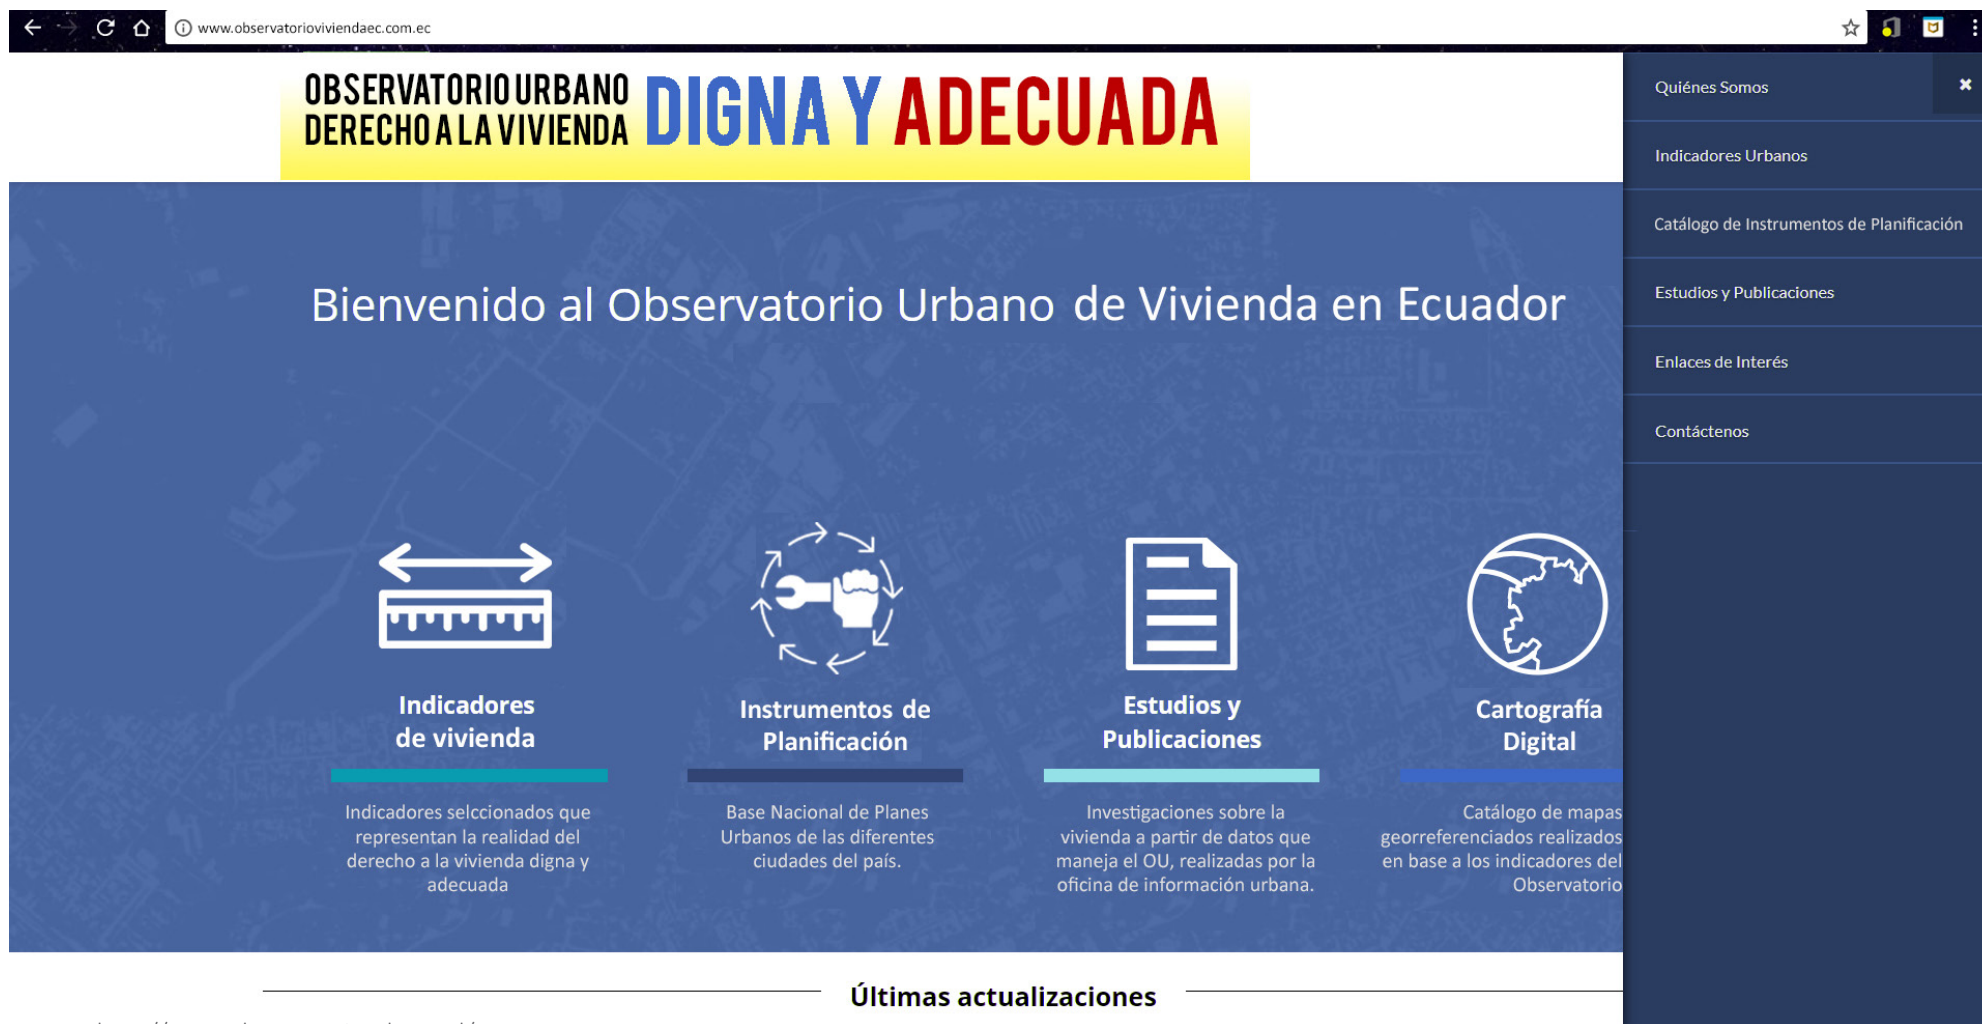 www.observatorioviviendaec.com.ec
OBSERVATORIO URBANO
DERECHO A LA VIVIENDA
DIGNA Y ADECUADA
Quiénes Somos
Indicadores Urbanos
Catálogo de Instrumentos de Planificación
Estudios y Publicaciones
Enlaces de Interés
Contáctenos
Bienvenido al Observatorio Urbano de Vivienda en Ecuador
Indicadores
de vivienda
Indicadores selccionados que
representan la realidad del
derecho a la vivienda digna y
adecuada
Instrumentos de
Planificación
Base Nacional de Planes
Urbanos de las diferentes
ciudades del país.
Estudios y
Publicaciones
Investigaciones sobre la
vivienda a partir de datos que
maneja el OU, realizadas por la
oficina de información urbana.
Cartografía
Digital
Catálogo de mapas
georreferenciados realizados
en base a los indicadores del
Observatorio
Últimas actualizaciones